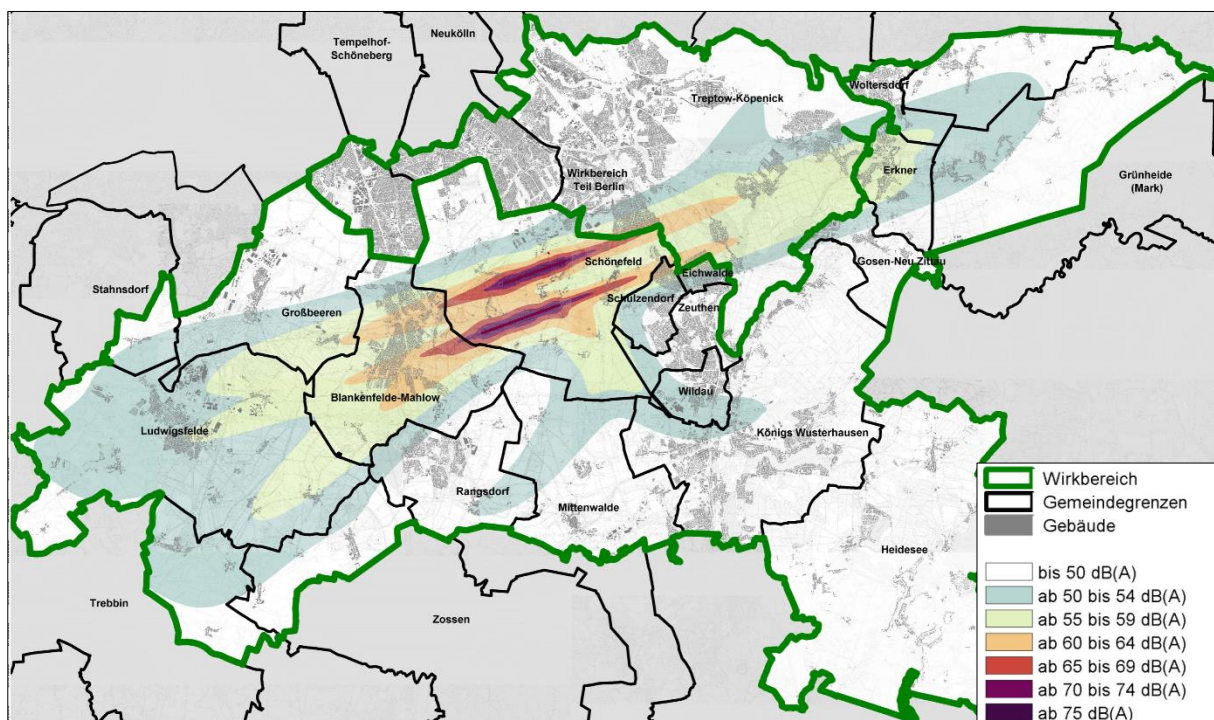 Tempelhof-
Schöneberg
Neukölln
Treptow-Köpenick
Woltersdorf
Wirkbereich
Teil Berlin
Erkner
Grünheide
(Mark)
Stahnsdorf
Großbeeren
Schönefeld
Eichwalde
Gosen-Neu Zittau
Schulzendorf
Zeuthen
Blankenfelde-Mahlow
Wildau
Ludwigsfelde
Königs Wusterhausen
Rangsdorf
Mittenwalde
Heidesee
Trebbin
Zossen
Wirkbereich
Gemeindegrenzen
Gebäude
bis 50 dB(A)
ab 50 bis 54 dB(A)
ab 55 bis 59 dB(A)
ab 60 bis 64 dB(A)
ab 65 bis 69 dB(A)
ab 70 bis 74 dB(A)
ab 75 dB(A)